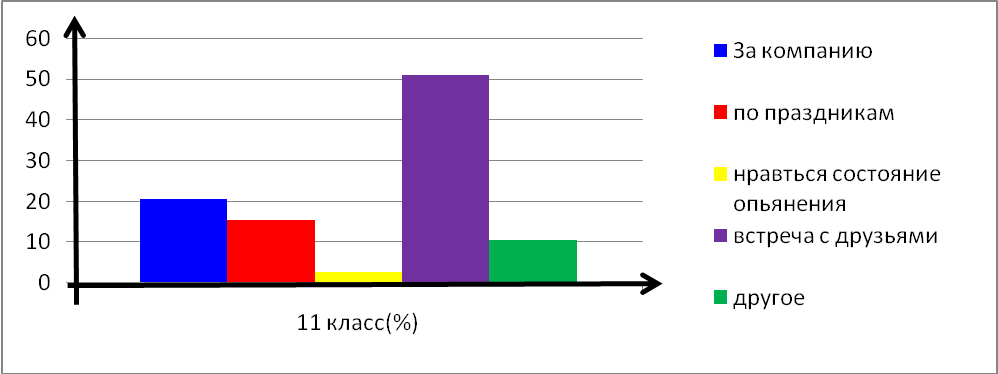 60
50
40
30
20
10
0
11 класс(%)
За компанию
по праздникам
нравться состояние
опьянения
встреча с друзьями
другое